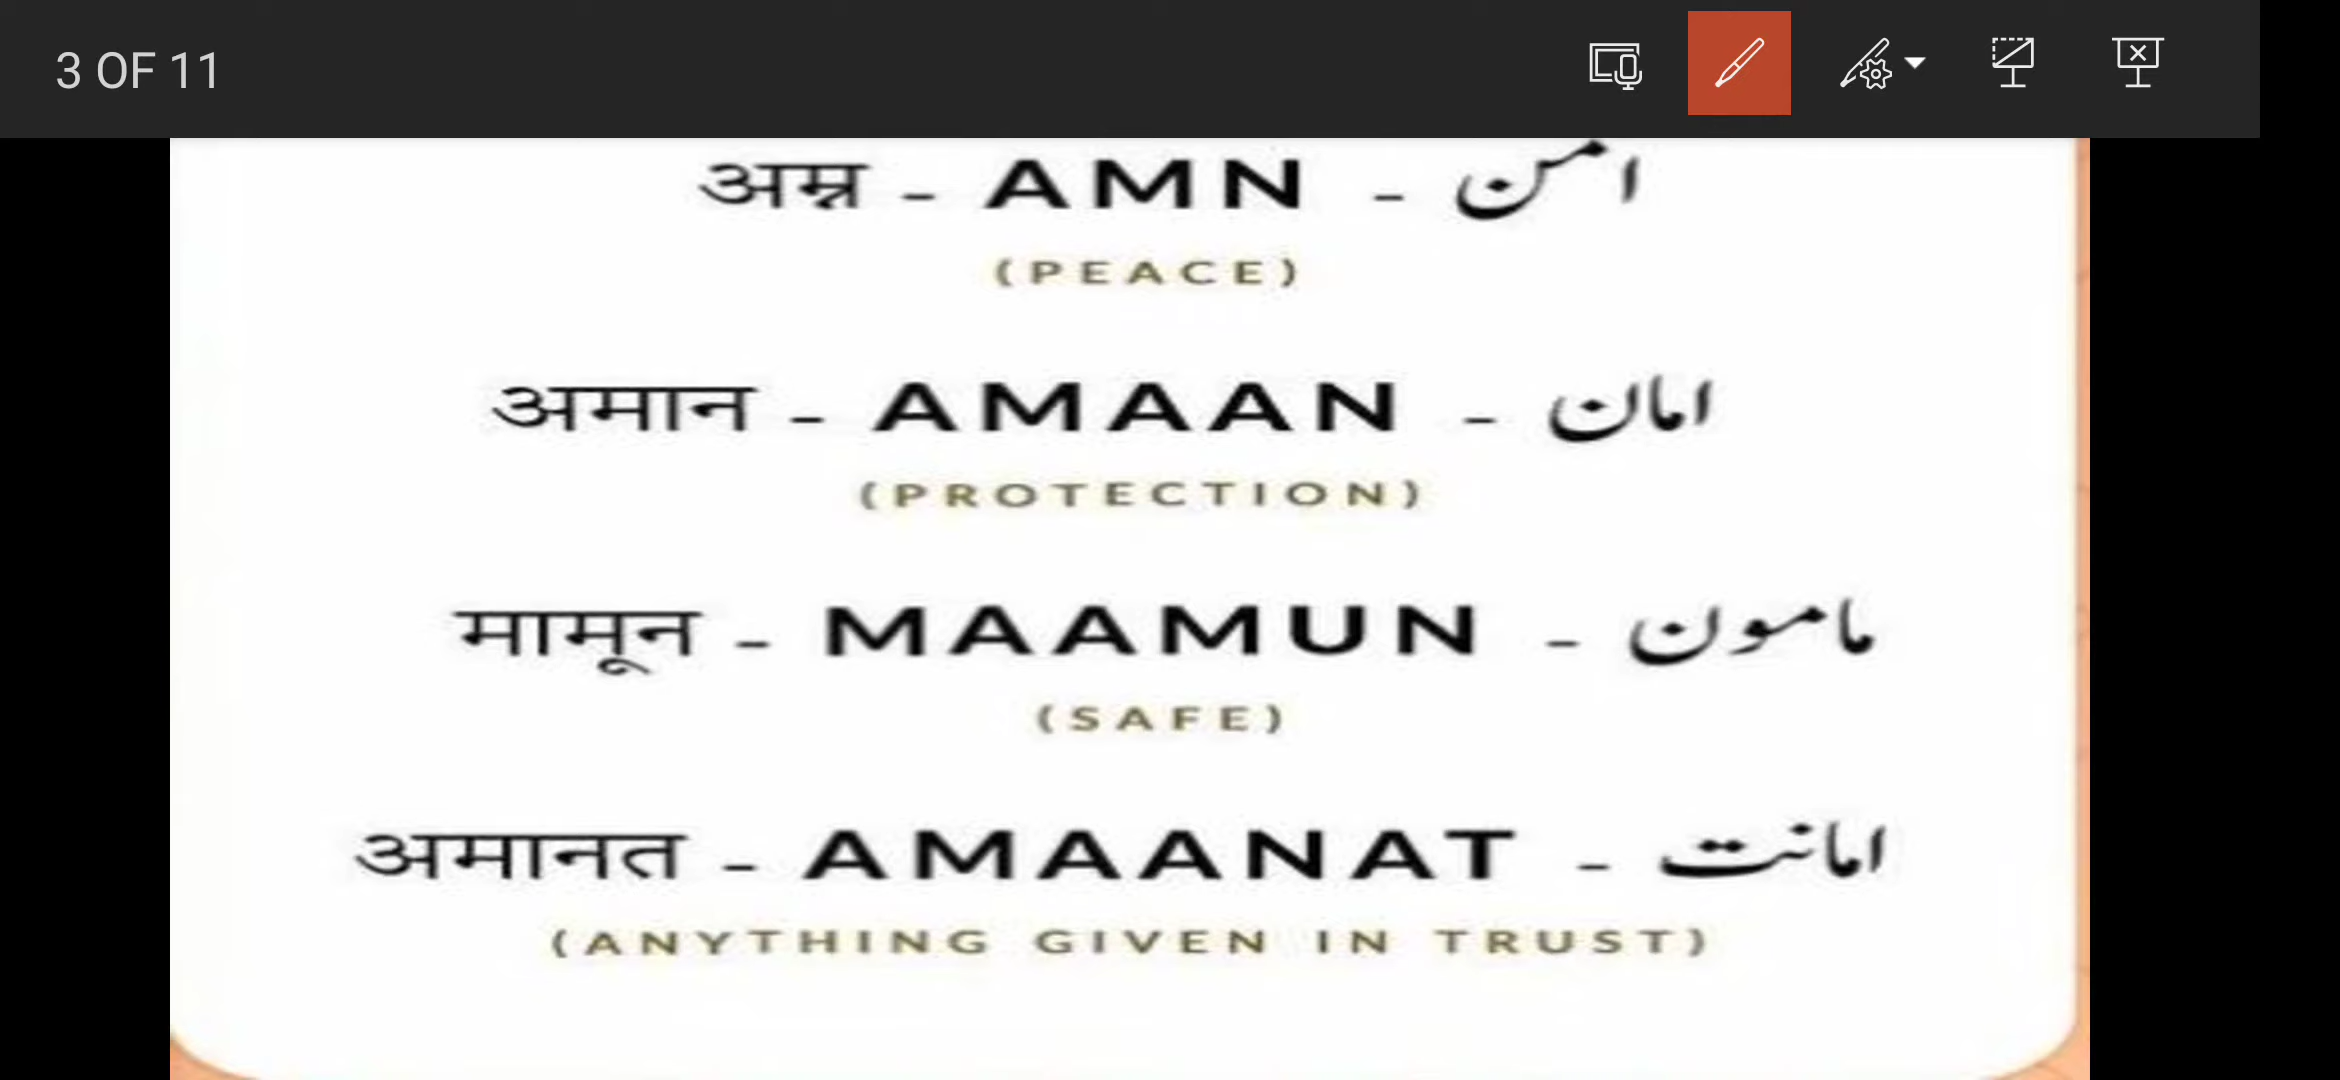 3 OF 11
अम्न - AMN - امن
(PEACE)
अमान - AMAAN - امان
(PROTECTION)
मामून - MAAMUN - مامون
(SAFE)
अमानत - AMAANAT - امانت
(ANYTHING GIVEN IN TRUST)